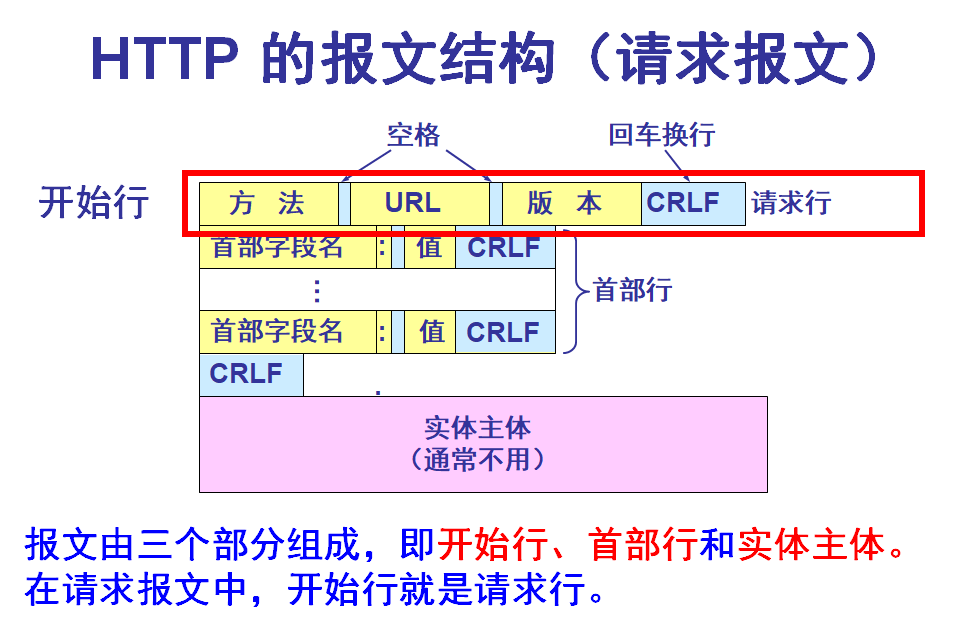 HTTP 的报文结构（请求报文）
空格 回车换行
开始行 方 法 URL 版 本 CRLF 请求行
首部字段名 : 值 CRLF
⋮ 首部行
首部字段名 : 值 CRLF
CRLF
实体主体
（通常不用）
报文由三个部分组成，即开始行、首部行和实体主体。
在请求报文中，开始行就是请求行。